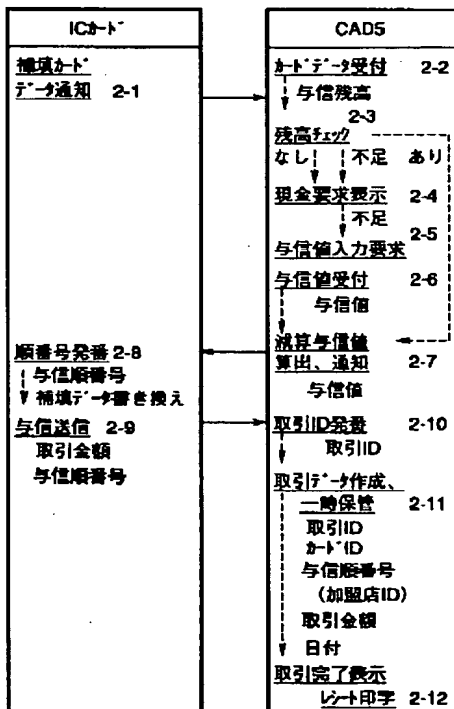 ICカード
補填カード
データ通知 2-1
順番号発番 2-8
与信順番号
補填データ書き換え
与信送信 2-9
取引金額
与信順番号
CAD5
カードデータ受付 2-2
与信残高
2-3
残高チェック
なし 不足 あり
現金要求表示 2-4
不足
2-5
与信値入力要求
与信値受付 2-6
与信値
減算与信値
算出、通知 2-7
与信値
取引ID発番 2-10
取引ID
取引データ作成、
一時保管 2-11
取引ID
カードID
与信順番号
(加盟店ID)
取引金額
日付
取引完了表示
レシート印字 2-12